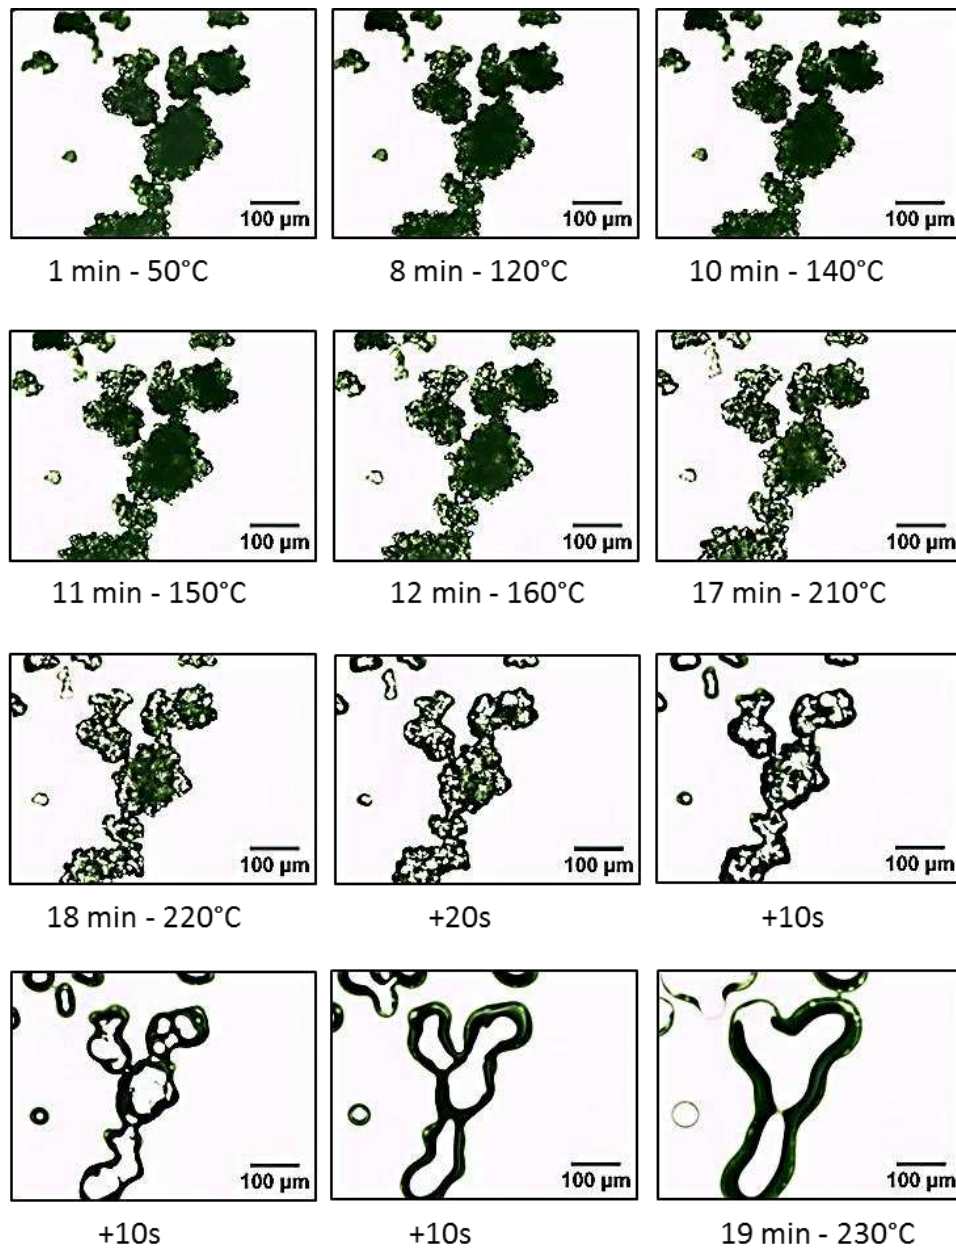 100 µm 100 µm 100 µm
1 min - 50°C 8 min - 120°C 10 min - 140°C
100 µm 100 µm 100 µm
11 min - 150°C 12 min - 160°C 17 min - 210°C
100 µm 100 µm 100 µm
18 min - 220°C +20s +10s
100 µm 100 µm 100 µm
+10s +10s 19 min - 230°C